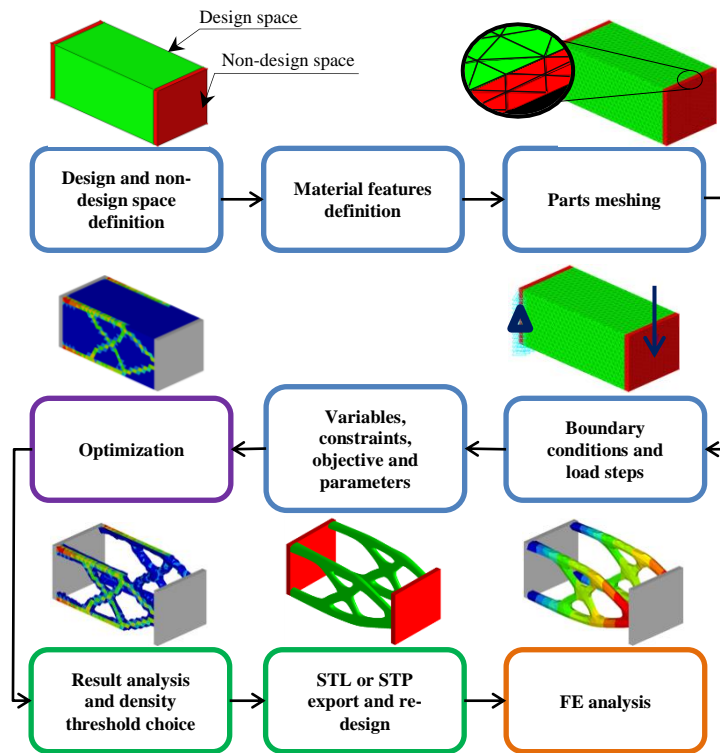 Design space
Non-design space
Design and non-
design space
definition
Material features
definition
Parts meshing
Optimization
Variables,
constraints,
objective and
parameters
Boundary
conditions and
load steps
Result analysis
and density
threshold choice
STL or STP
export and re-
design
FE analysis